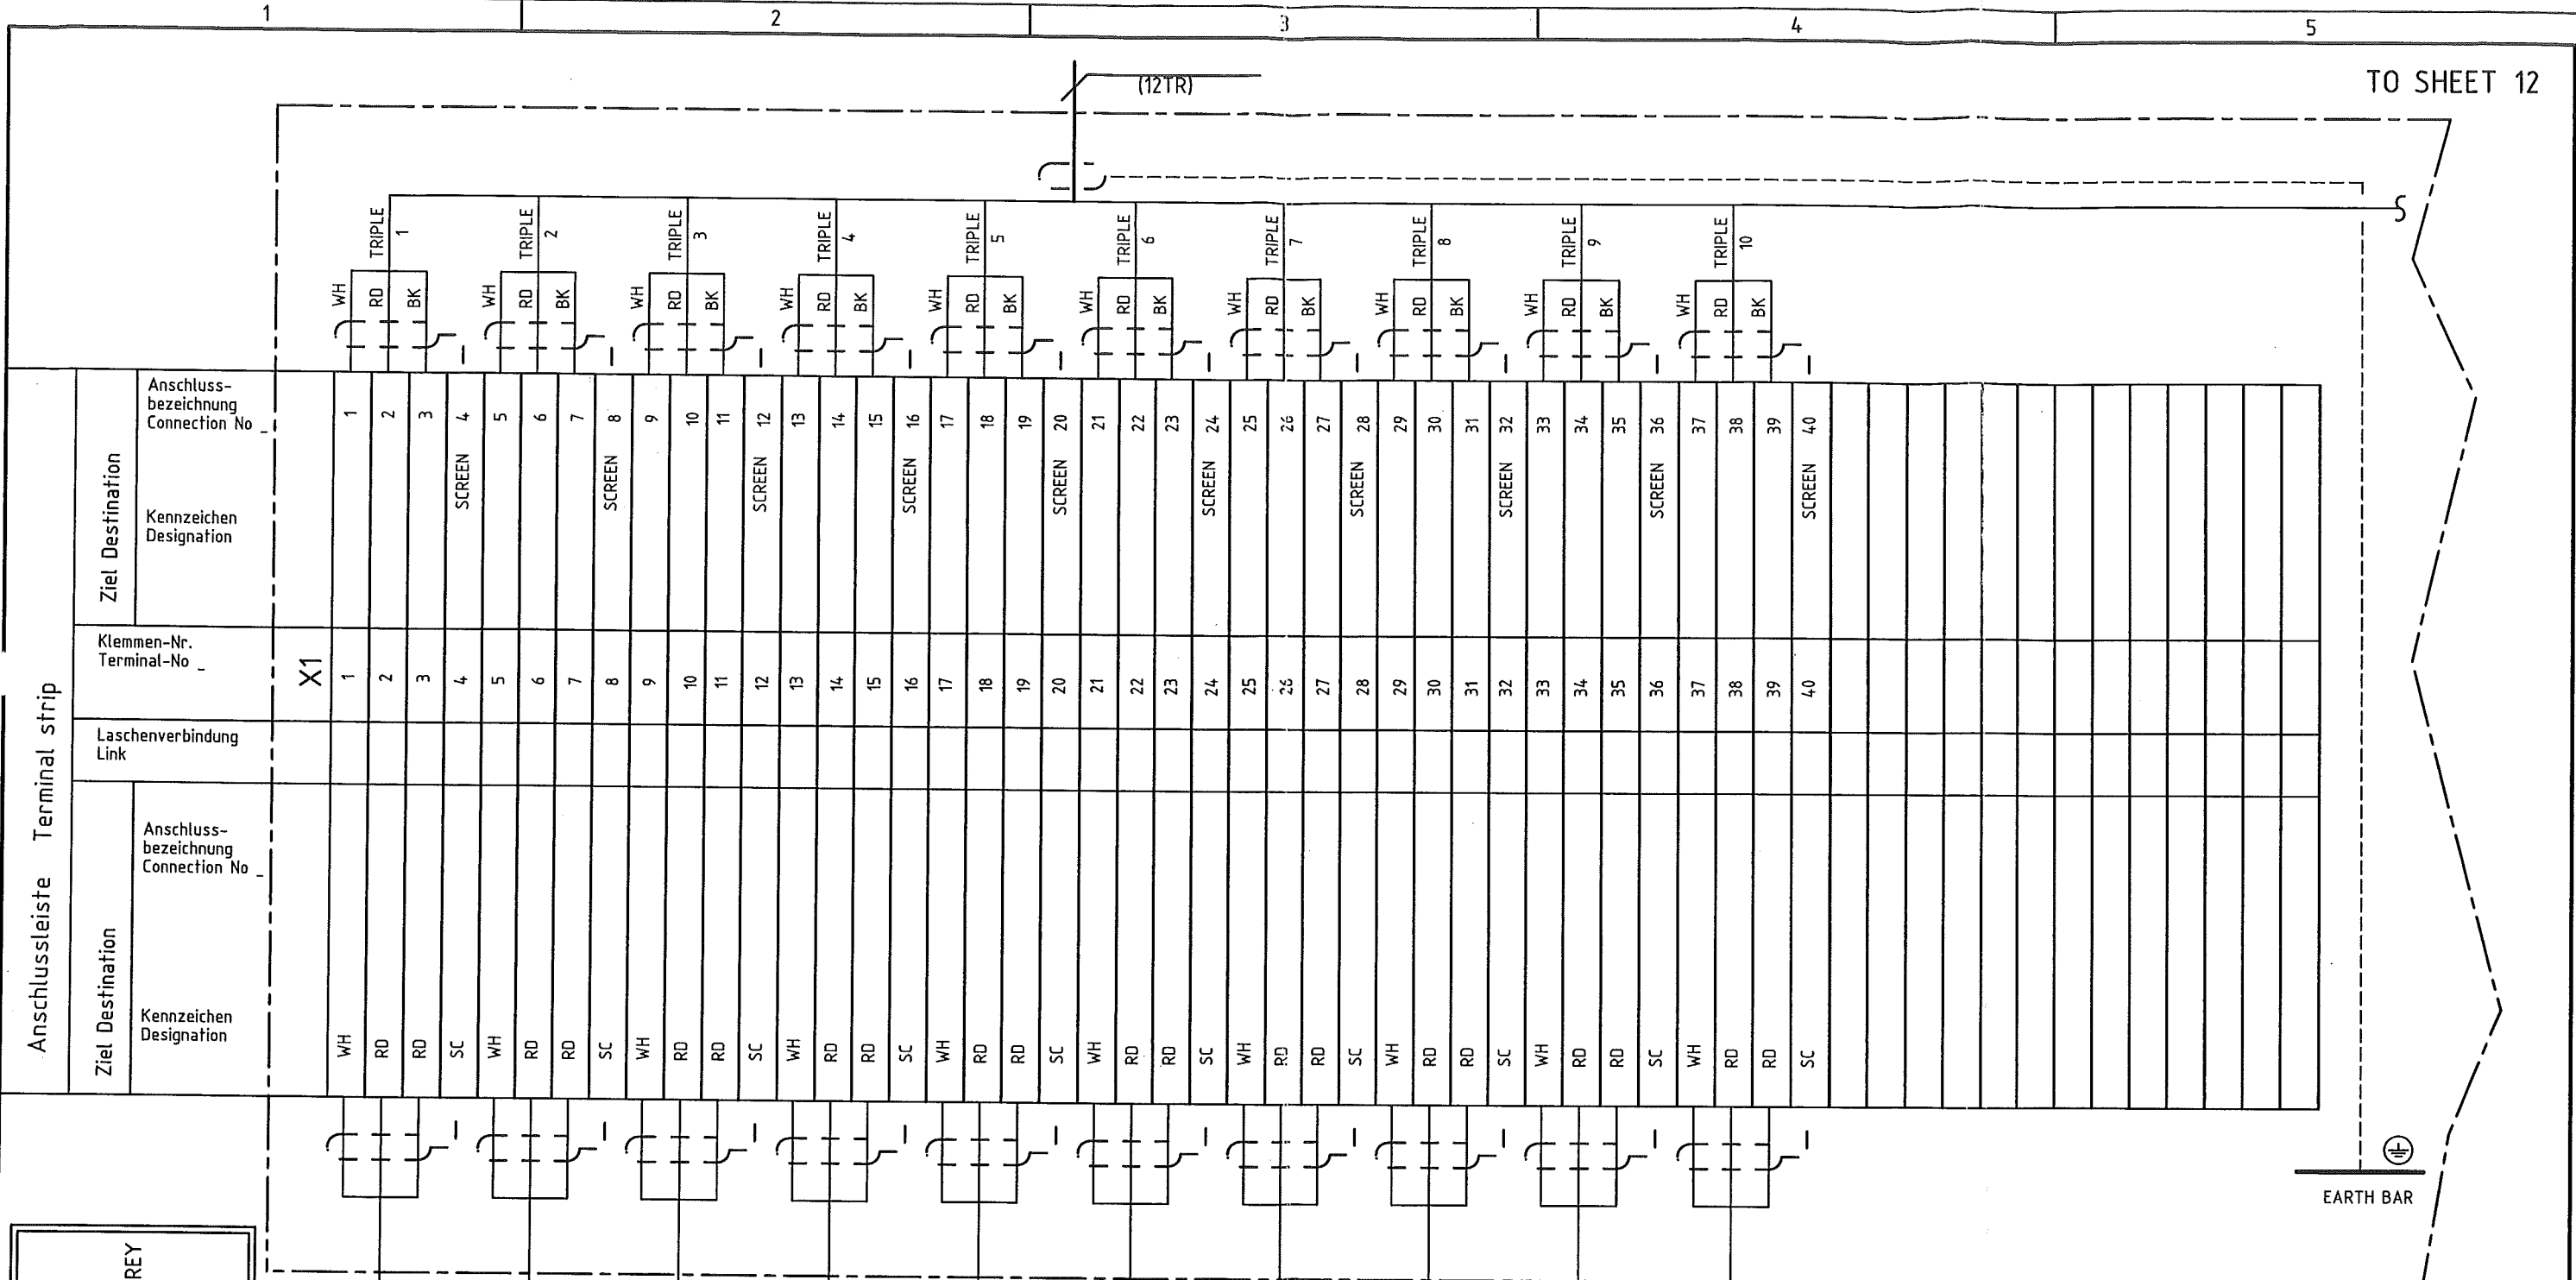 1 2 3 4 5
(12TR)
TO SHEET 12
TRIPLE 1 TRIPLE 2 TRIPLE 3 TRIPLE 4 TRIPLE 5 TRIPLE 6 TRIPLE 7 TRIPLE 8 TRIPLE 9 TRIPLE 10
WH RD BK WH RD BK WH RD BK WH RD BK WH RD BK WH RD BK WH RD BK WH RD BK WH RD BK WH RD BK
Anschlussleiste Terminal strip
Ziel Destination
Anschluss-
bezeichnung
Connection No _
1 2 3 4 5 6 7 8 9 10 11 12 13 14 15 16 17 18 19 20 21 22 23 24 25 26 27 28 29 30 31 32 33 34 35 36 37 38 39 40
Kennzeichen
Designation
SCREEN SCREEN SCREEN SCREEN SCREEN SCREEN SCREEN SCREEN SCREEN SCREEN
Klemmen-Nr.
Terminal-No _
X1
1 2 3 4 5 6 7 8 9 10 11 12 13 14 15 16 17 18 19 20 21 22 23 24 25 26 27 28 29 30 31 32 33 34 35 36 37 38 39 40
Laschenverbindung
Link
Ziel Destination
Anschluss-
bezeichnung
Connection No _
Kennzeichen
Designation
WH RD RD SC WH RD RD SC WH RD RD SC WH RD RD SC WH RD RD SC WH RD RD SC WH RD RD SC WH RD RD SC WH RD RD SC WH RD RD SC
EARTH BAR
REY